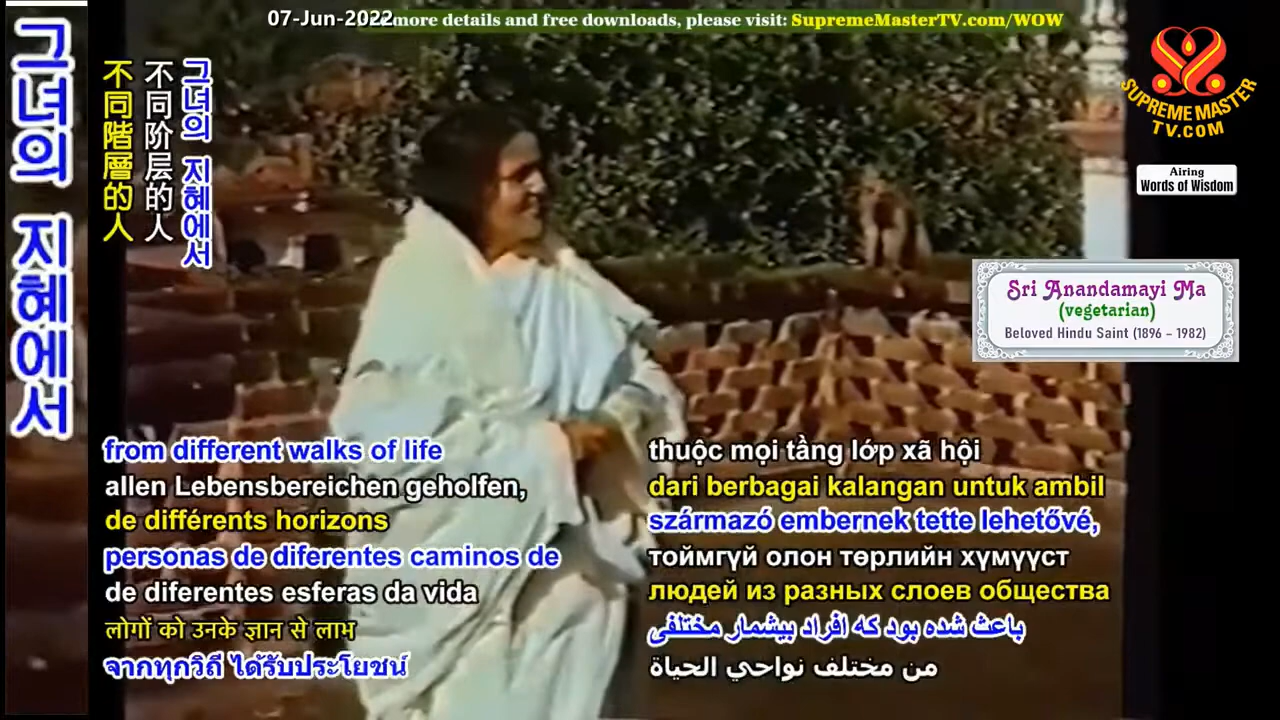 07-Jun-2022
more details and free downloads, please visit: SupremeMasterTV.com/WOW
SUPREME MASTER
TV.COM
Airing
Words of Wisdom
Sri Anandamayi Ma
(vegetarian)
Beloved Hindu Saint (1896 – 1982)
그녀의 지혜에서
不同階層的人
不同阶层的人
그녀의 지혜에서
from different walks of life
allen Lebensbereichen geholfen,
de différents horizons
personas de diferentes caminos de
de diferentes esferas da vida
लोगों को उनके ज्ञान से लाभ
จากทุกวิถี ได้รับประโยชน์
thuộc mọi tầng lớp xã hội
dari berbagai kalangan untuk ambil
származó embernek tette lehetővé,
тоймгүй олон төрлийн хүмүүст
людей из разных слоев общества
باعث شده بود که افراد بیشمار مختلفی
من مختلف نواحي الحياة